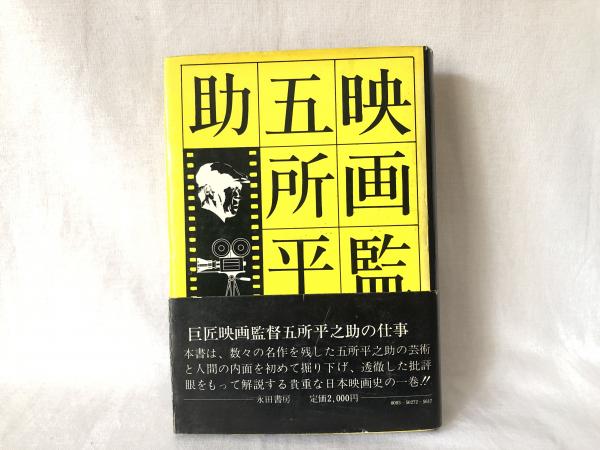 映画監
五所平
助
巨匠映画監督五所平之助の仕事
本書は、数々の名作を残した五所平之助の芸術
と人間の内面を初めて掘り下げ、透徹した批評
眼をもって解説する貴重な日本映画史の一巻!!
永田書房 定価2,000円
0095-50272-5617